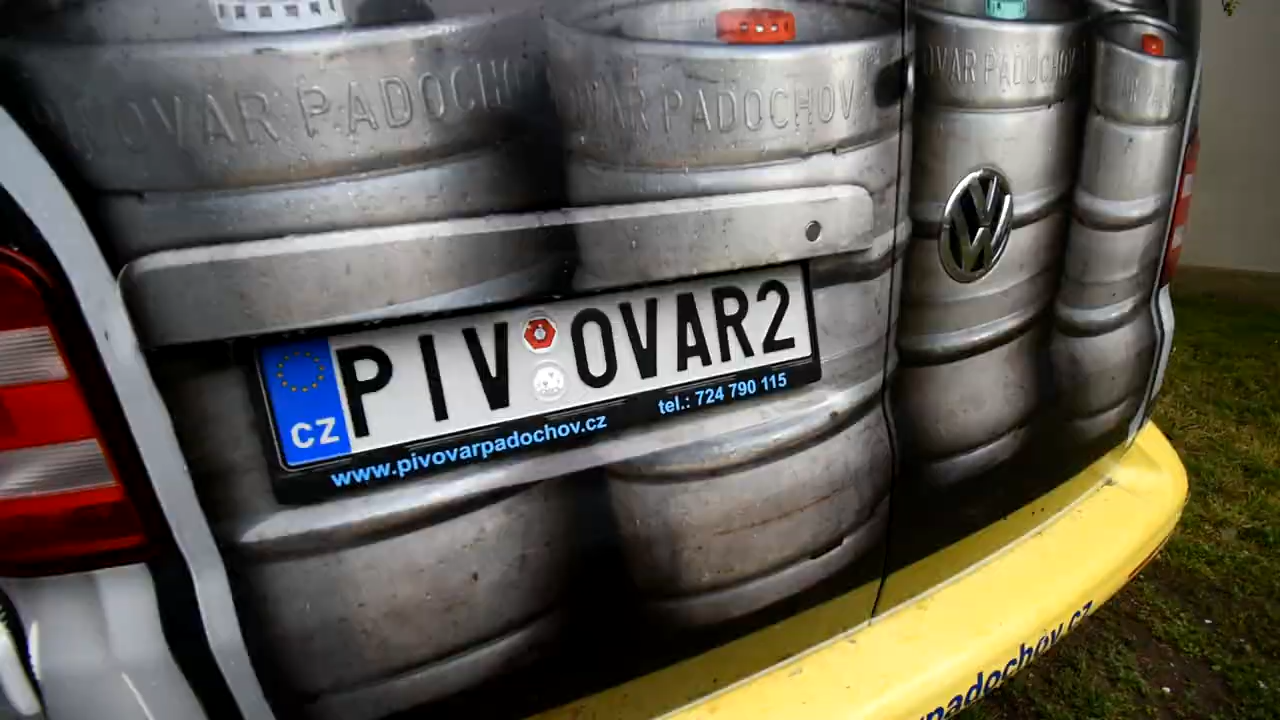 PIVOVAR PADOCHOV
OVAR PADOCHOV
OVAR PADOCHOV
PIV OVAR2
CZ
www.pivovarpadochov.cz
tel.: 724 790 115
padochov.cz